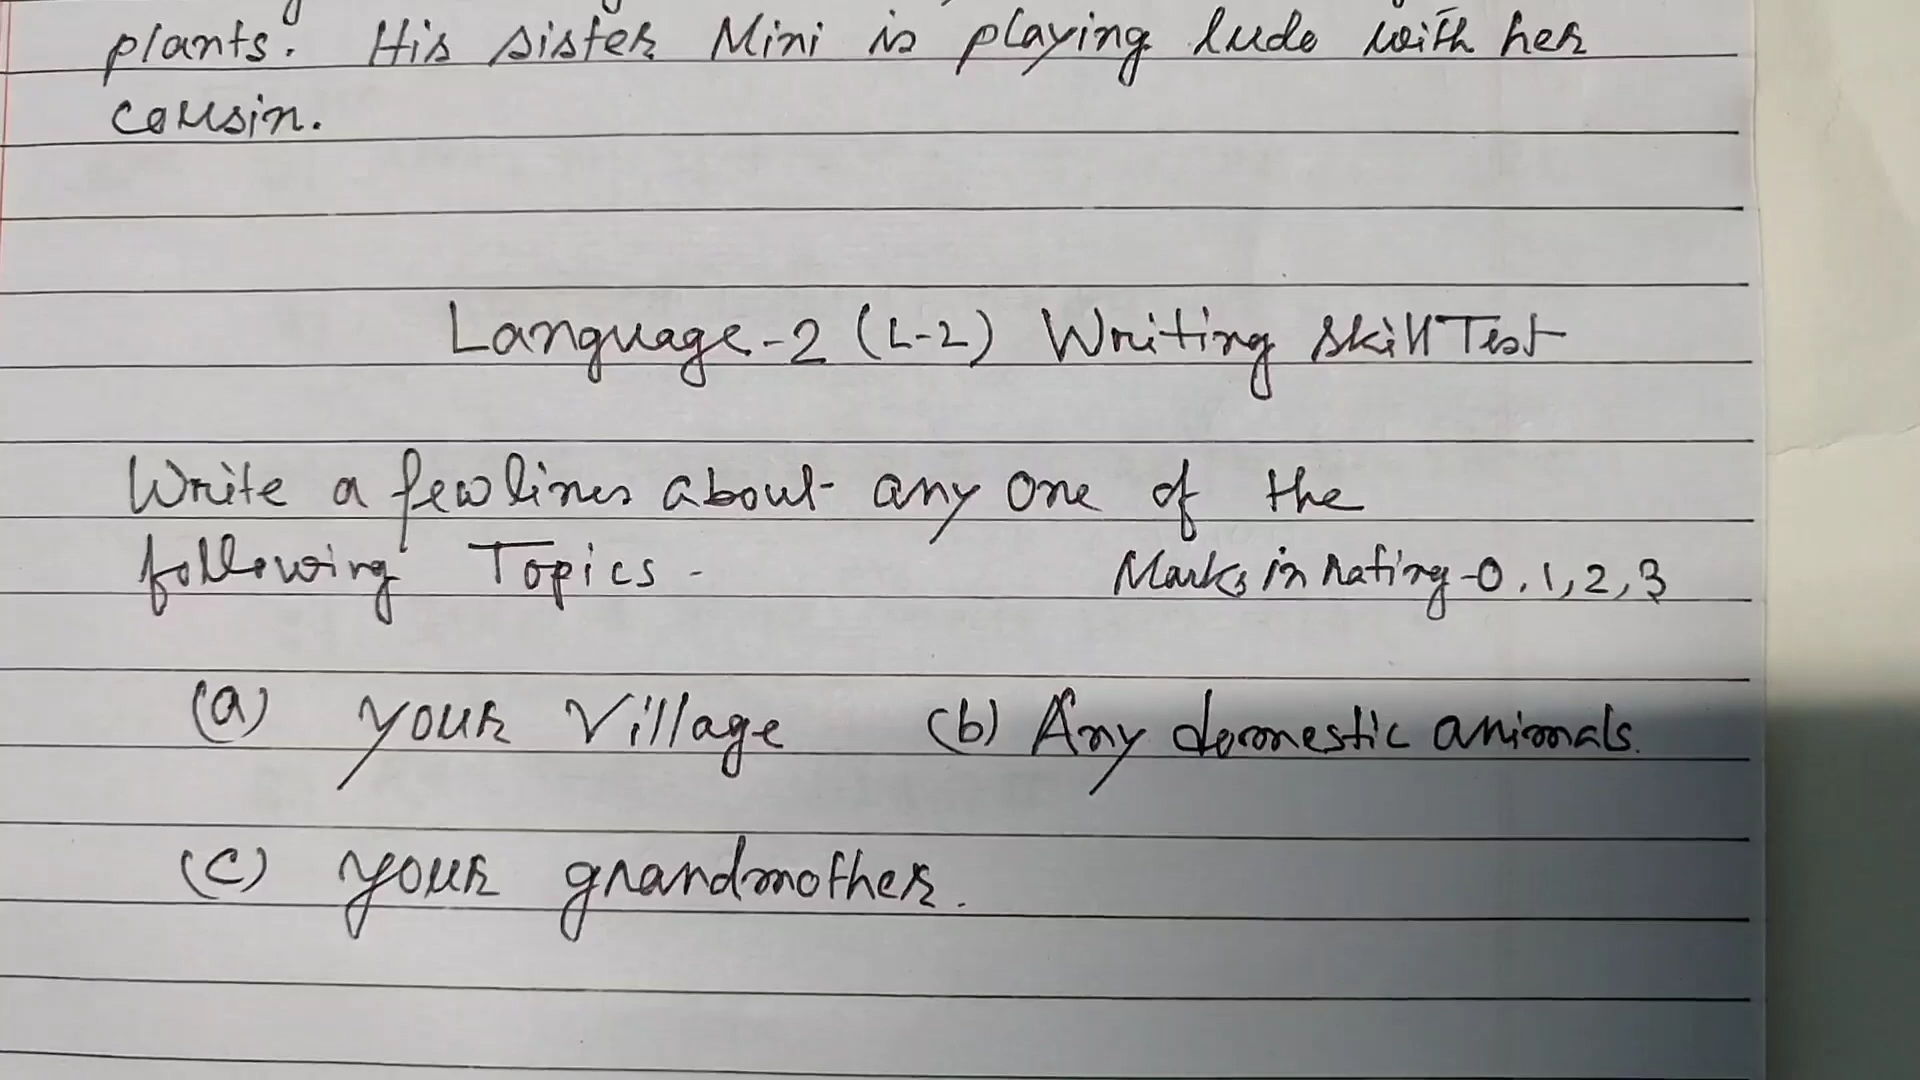 plants. His sister Mini is playing ludo with her
cousin.
Language-2 (L-2) Writing Skill Test
Write a few lines about any one of the
following Topics -
Marks in rating-0, 1, 2, 3
(a) your Village (b) Any domestic animals.
(c) your grandmother.